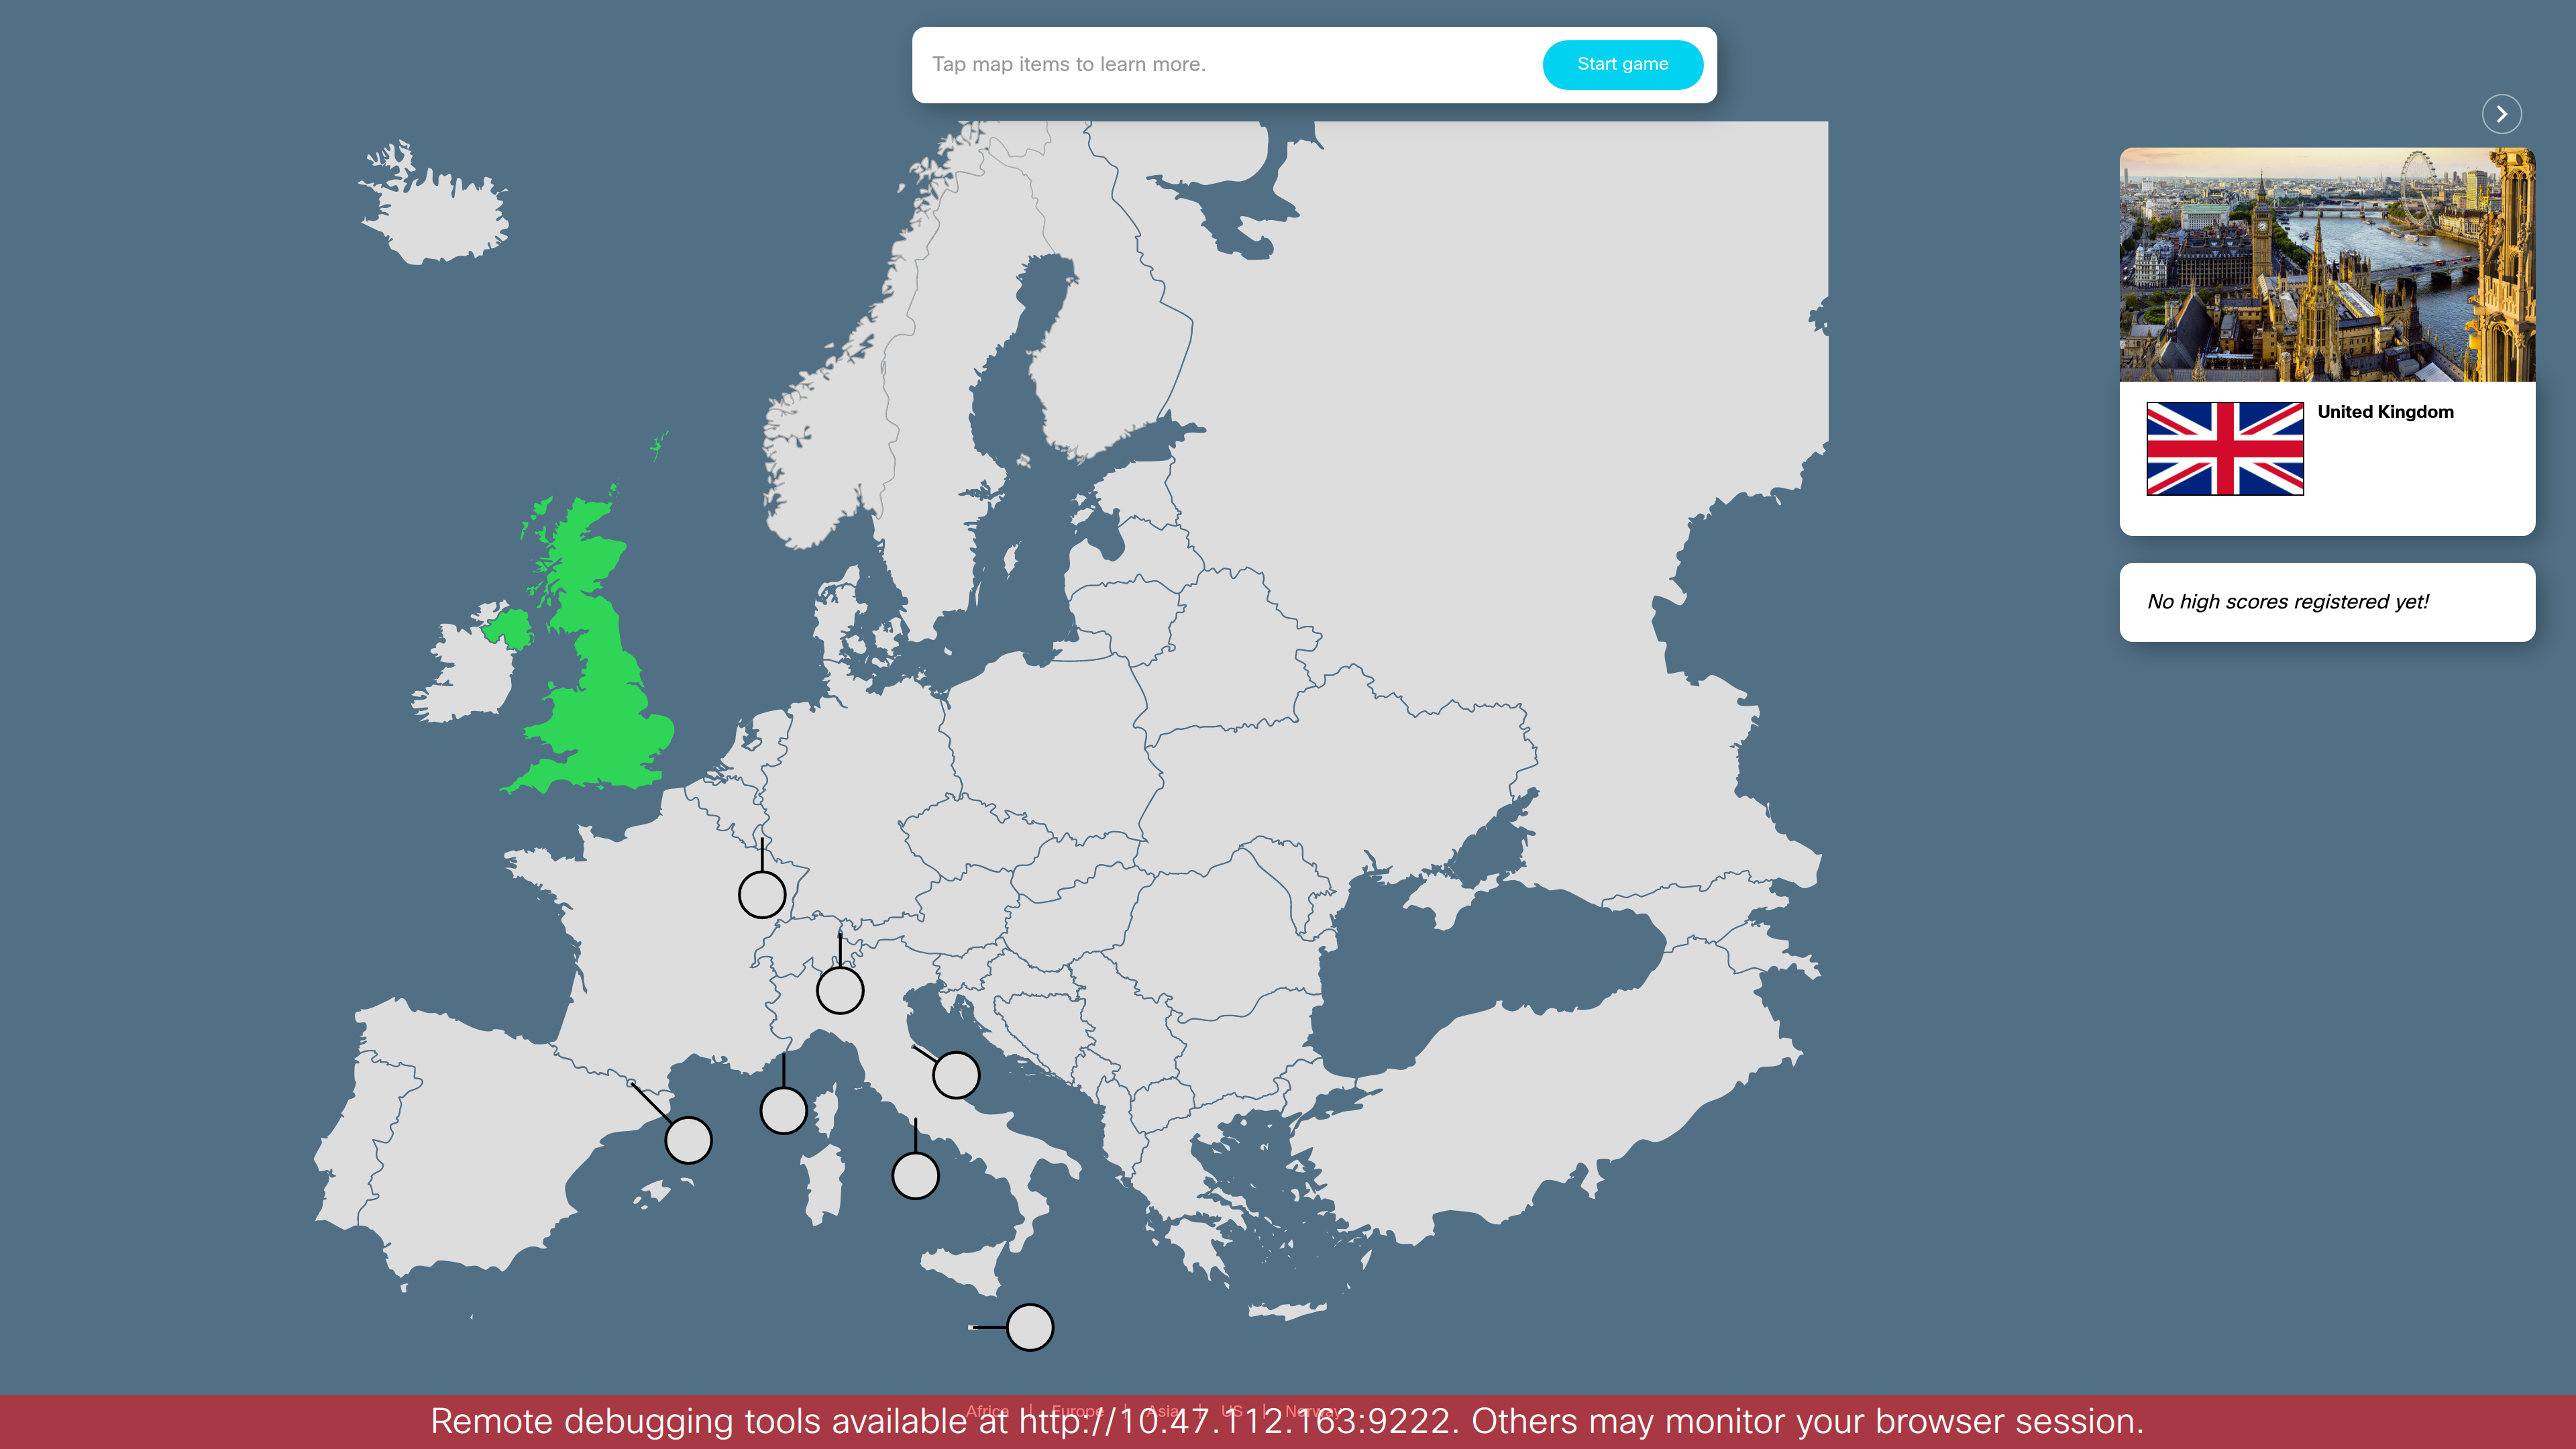 Tap map items to learn more.
Start game
United Kingdom
No high scores registered yet!
Africa | Europe | Asia | US | Norway
Remote debugging tools available at http://10.47.112.163:9222. Others may monitor your browser session.